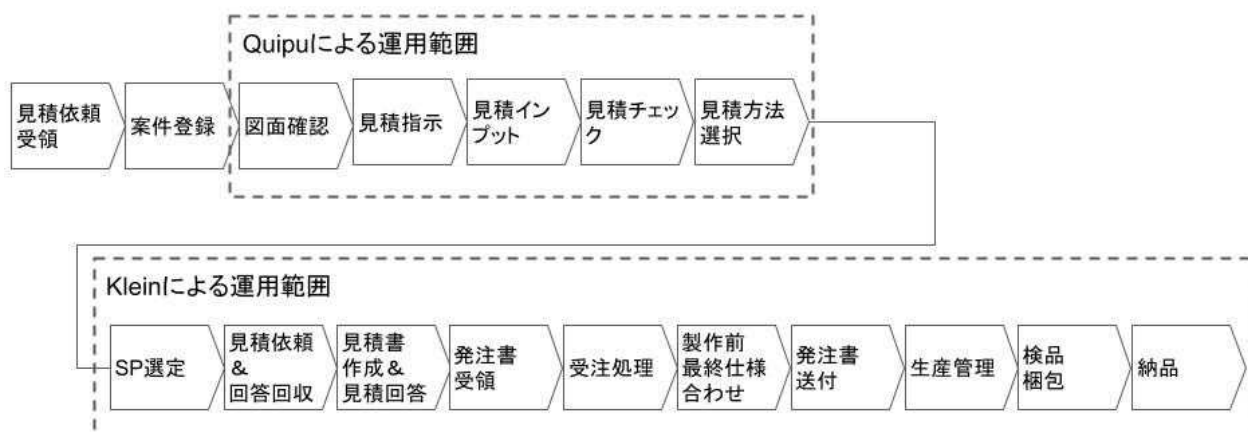 Quipuによる運用範囲
見積依頼
受領
案件登録
図面確認
見積指示
見積イン
プット
見積チェッ
ク
見積方法
選択
Kleinによる運用範囲
SP選定
見積依頼
&
回答回収
見積書
作成&
見積回答
発注書
受領
受注処理
製作前
最終仕様
合わせ
発注書
送付
生産管理
検品
梱包
納品